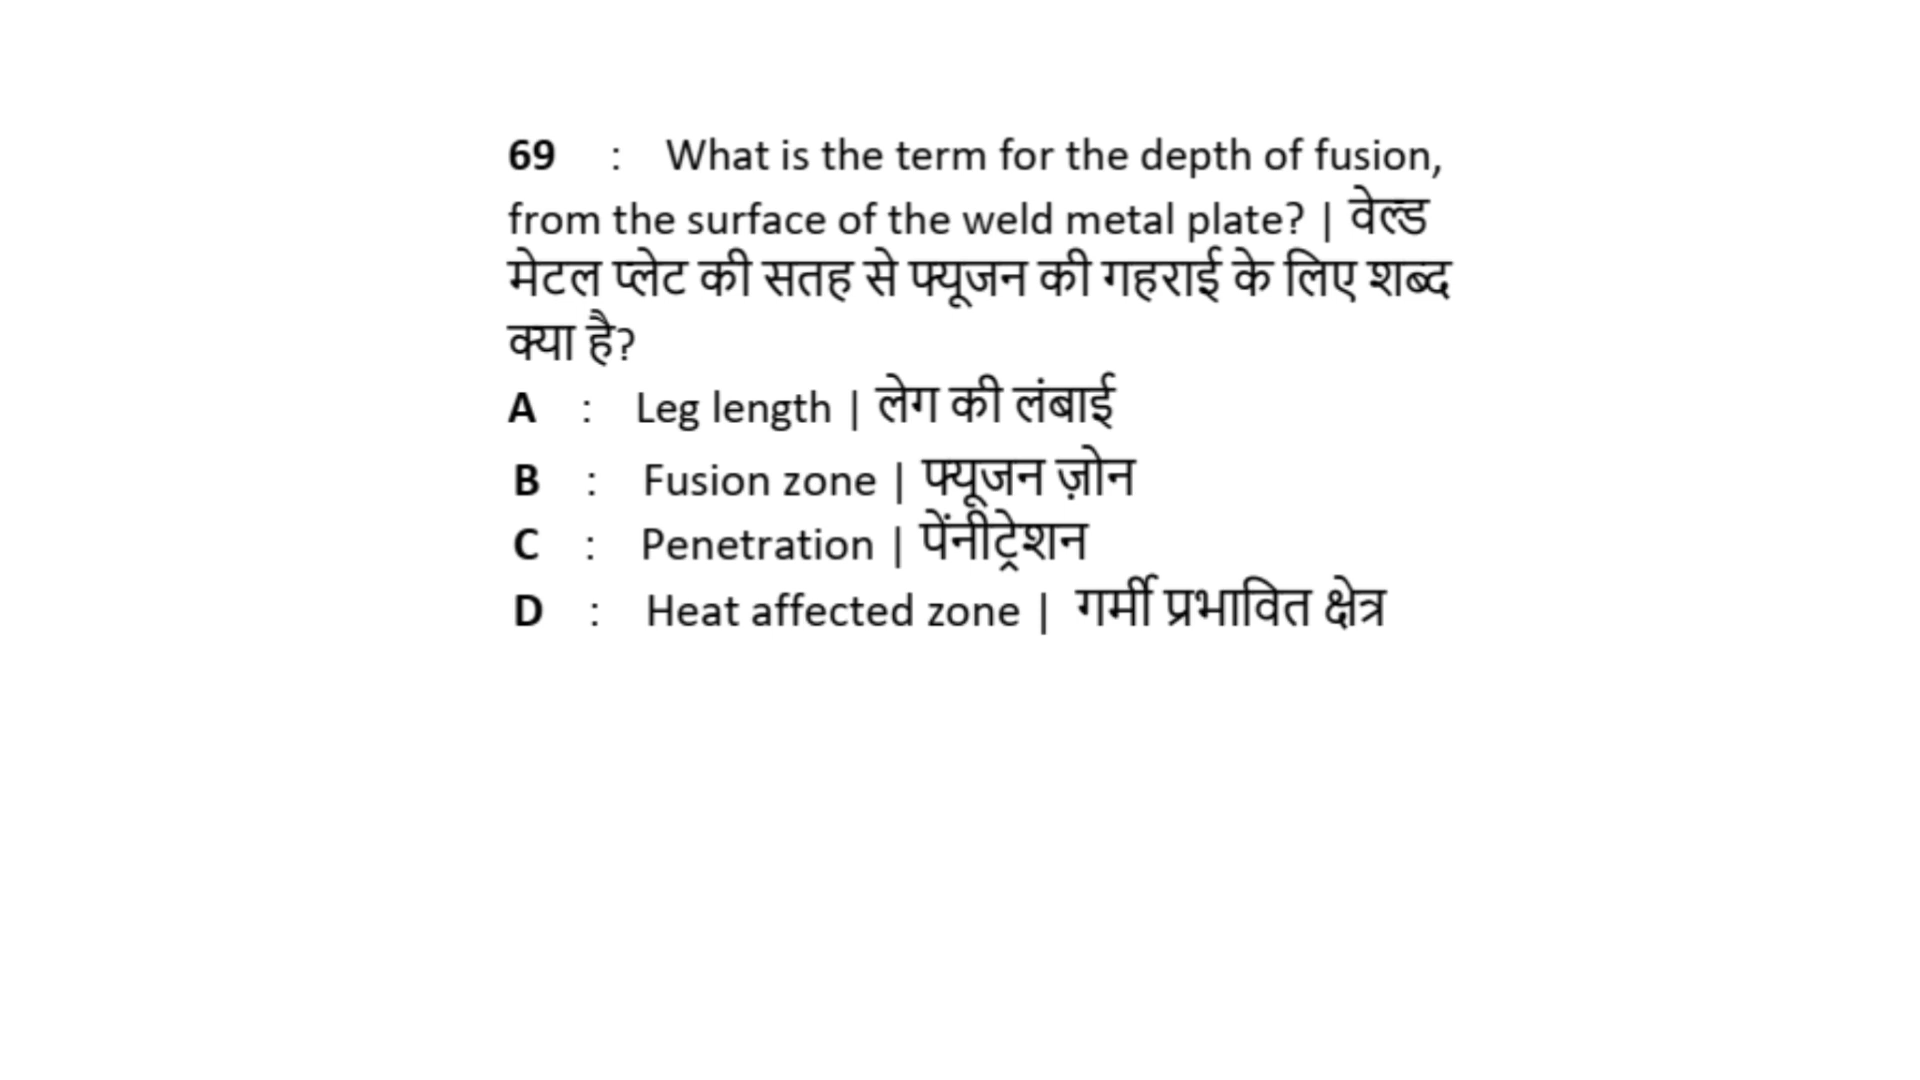 69 : What is the term for the depth of fusion,
from the surface of the weld metal plate? | वेल्ड
मेटल प्लेट की सतह से फ्यूजन की गहराई के लिए शब्द
क्या है?
A : Leg length | लेग की लंबाई
B : Fusion zone | फ्यूजन ज़ोन
C : Penetration | पेंनीट्रेशन
D : Heat affected zone | गर्मी प्रभावित क्षेत्र